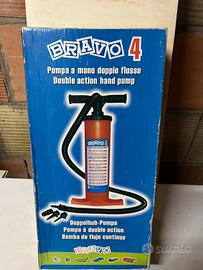 BRAVO 4
Pompa a mano doppio flusso
Double action hand pump
BRAVO
Doppelhub-Pumpe
Pompe à double action
Bomba de flujo continuo
subito